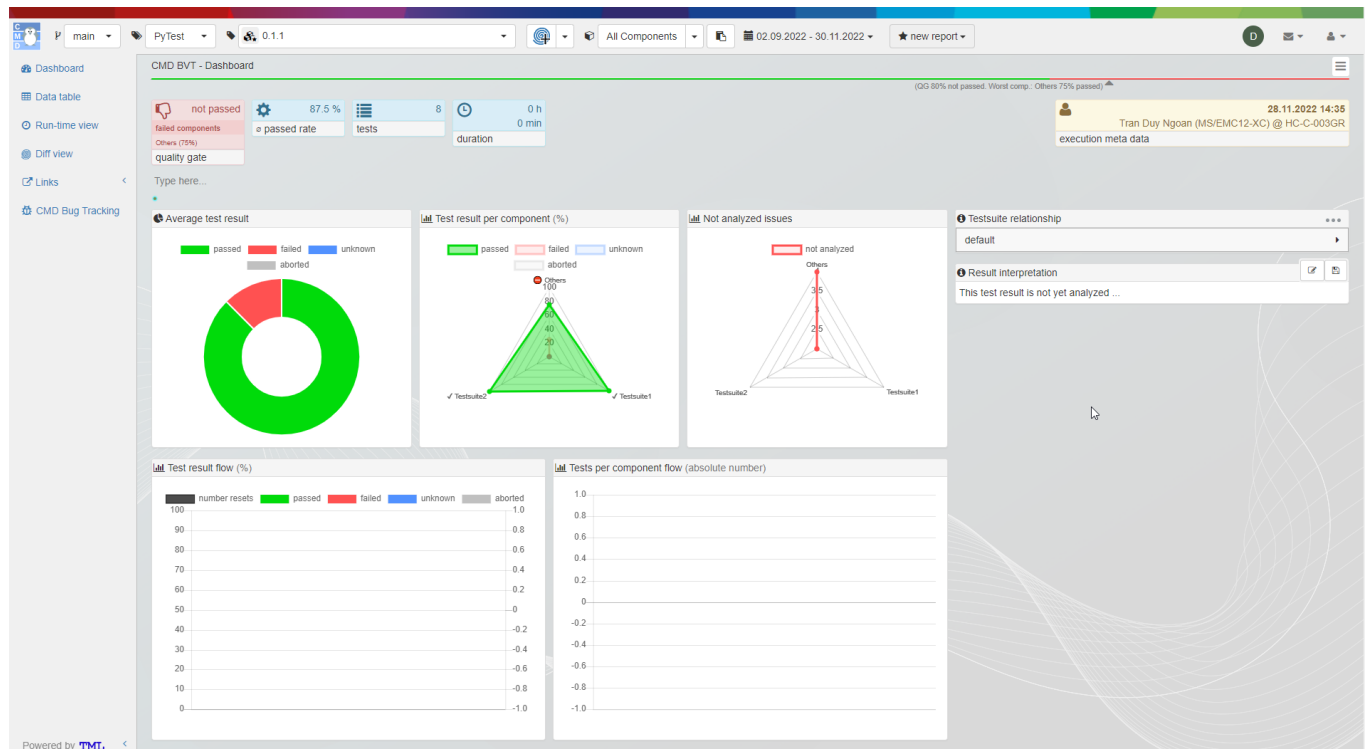 C
M
D
main
PyTest
0.1.1
All Components
02.09.2022 - 30.11.2022
new report
D
Dashboard
Data table
Run-time view
Diff view
Links
CMD Bug Tracking
CMD BVT - Dashboard
(QG 80% not passed. Worst comp.: Others 75% passed)
not passed
failed components
Others (75%)
quality gate
87.5 %
ø passed rate
8
tests
0 h
0 min
duration
28.11.2022 14:35
Tran Duy Ngoan (MS/EMC12-XC) @ HC-C-003GR
execution meta data
Type here...
Average test result
passed failed unknown
aborted
Test result per component (%)
passed failed unknown
aborted
Others
100
80
60
40
20
✓ Testsuite2 ✓ Testsuite1
Not analyzed issues
not analyzed
Others
3.5
3
2.5
Testsuite2 Testsuite1
Testsuite relationship
default
Result interpretation
This test result is not yet analyzed ...
Test result flow (%)
number resets passed failed unknown aborted
100 1.0
90 0.8
80 0.6
70 0.4
60 0.2
50 0
40 -0.2
30 -0.4
20 -0.6
10 -0.8
0 -1.0
Tests per component flow (absolute number)
1.0
0.8
0.6
0.4
0.2
0
-0.2
-0.4
-0.6
-0.8
-1.0
Powered by TML